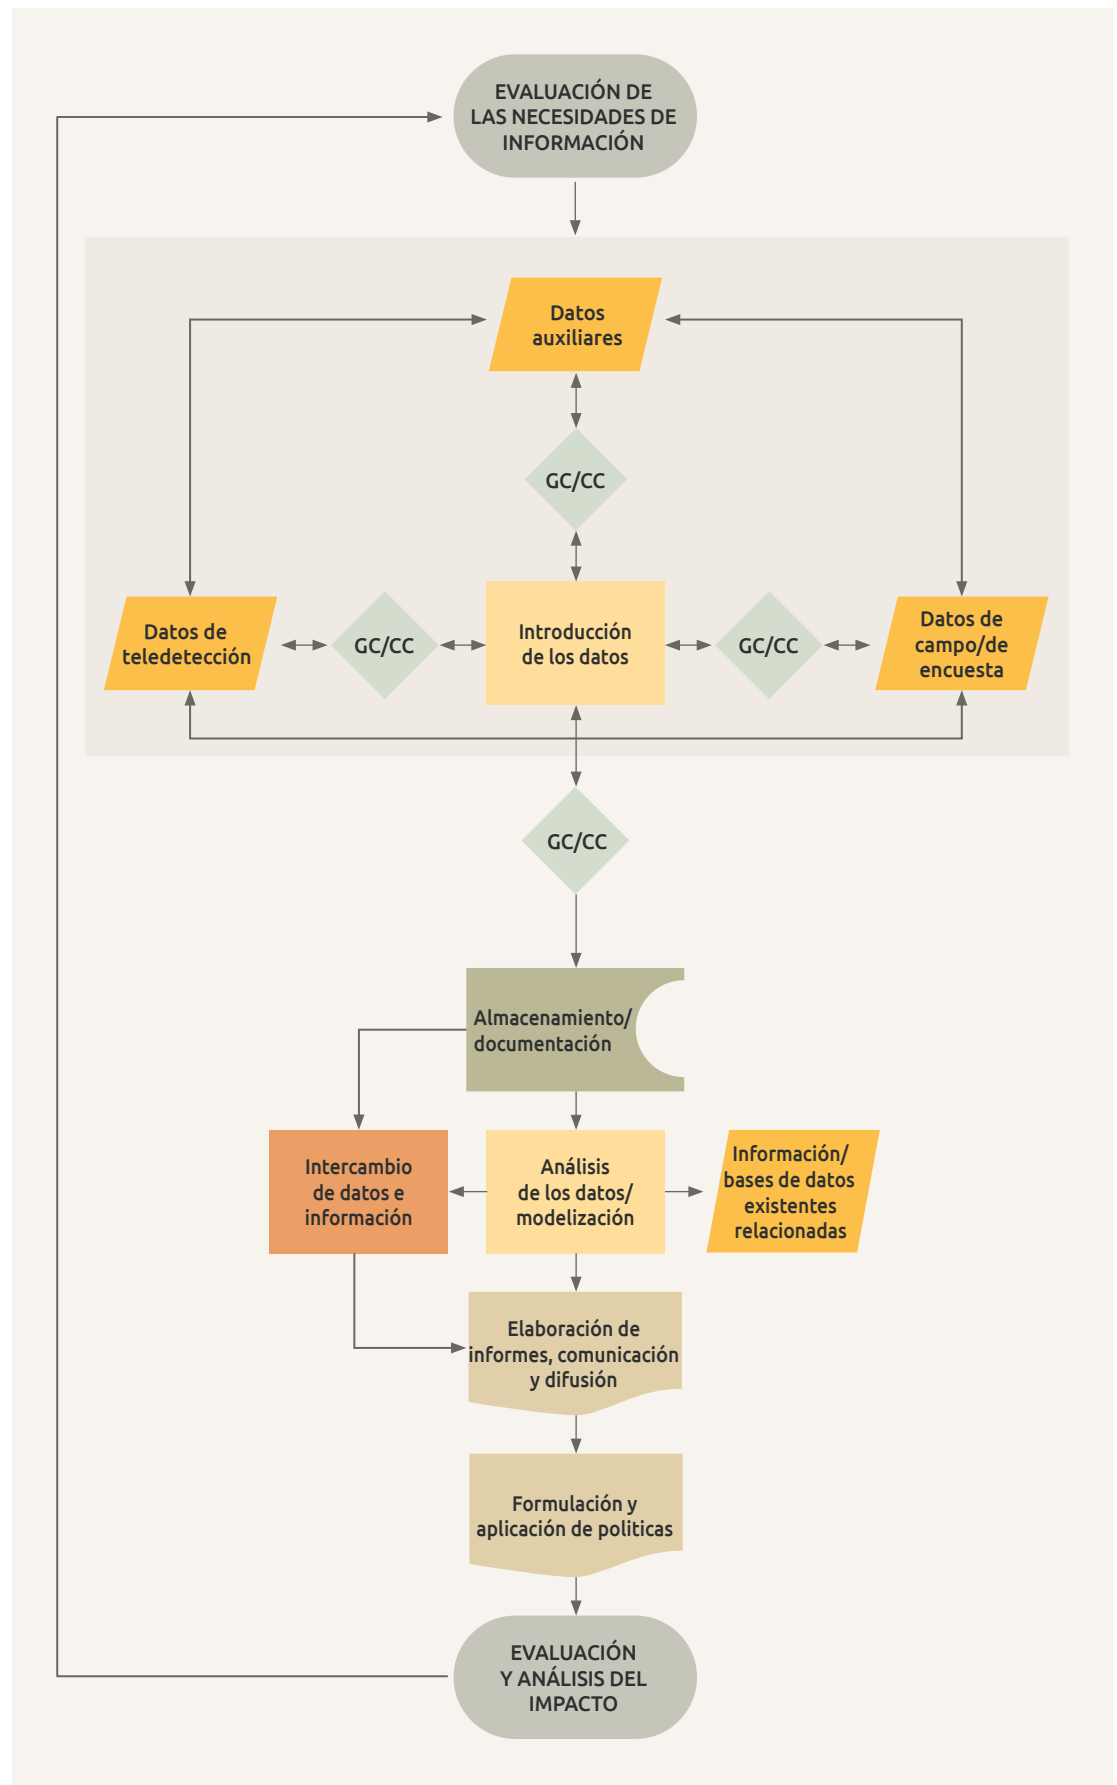 EVALUACIÓN DE
LAS NECESIDADES DE
INFORMACIÓN
Datos
auxiliares
GC/CC
Datos de
teledetección
GC/CC
Introducción
de los datos
GC/CC
Datos de
campo/de
encuesta
GC/CC
Almacenamiento/
documentación
Intercambio
de datos e
información
Análisis
de los datos/
modelización
Información/
bases de datos
existentes
relacionadas
Elaboración de
informes, comunicación
y difusión
Formulación y
aplicación de politicas
EVALUACIÓN
Y ANÁLISIS DEL
IMPACTO